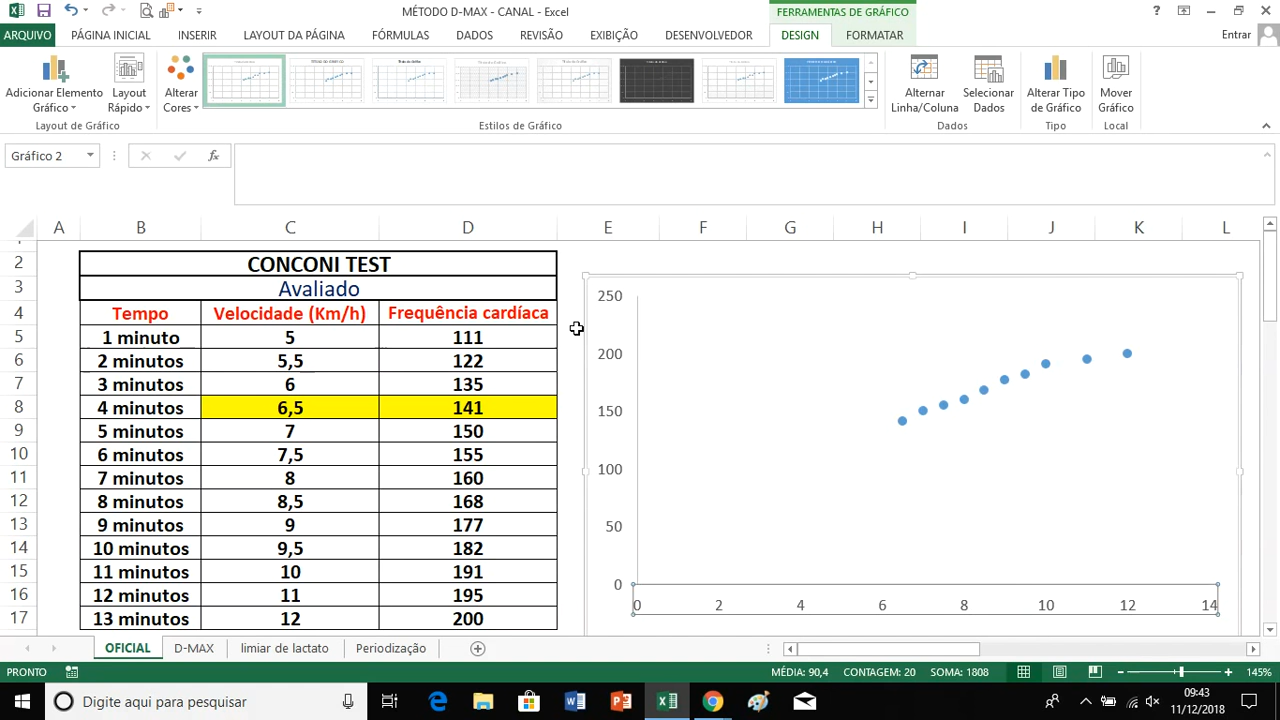 MÉTODO D-MAX - CANAL - Excel
FERRAMENTAS DE GRÁFICO
?
ARQUIVO PÁGINA INICIAL INSERIR LAYOUT DA PÁGINA FÓRMULAS DADOS REVISÃO EXIBIÇÃO DESENVOLVEDOR DESIGN FORMATAR Entrar
Adicionar Elemento Gráfico
Layout Rápido
Alterar Cores
Alternar Linha/Coluna
Selecionar Dados
Alterar Tipo de Gráfico
Mover Gráfico
Layout de Gráfico Estilos de Gráfico Dados Tipo Local
Gráfico 2 fx
A B C D E F G H I J K L
2 CONCONI TEST
3 Avaliado
4 Tempo Velocidade (Km/h) Frequência cardíaca
5 1 minuto 5 111
6 2 minutos 5,5 122
7 3 minutos 6 135
8 4 minutos 6,5 141
9 5 minutos 7 150
10 6 minutos 7,5 155
11 7 minutos 8 160
12 8 minutos 8,5 168
13 9 minutos 9 177
14 10 minutos 9,5 182
15 11 minutos 10 191
16 12 minutos 11 195
17 13 minutos 12 200
250
200
150
100
50
0
0 2 4 6 8 10 12 14
OFICIAL D-MAX limiar de lactato Periodização
PRONTO MÉDIA: 90,4 CONTAGEM: 20 SOMA: 1808 145%
Digite aqui para pesquisar
09:43
11/12/2018